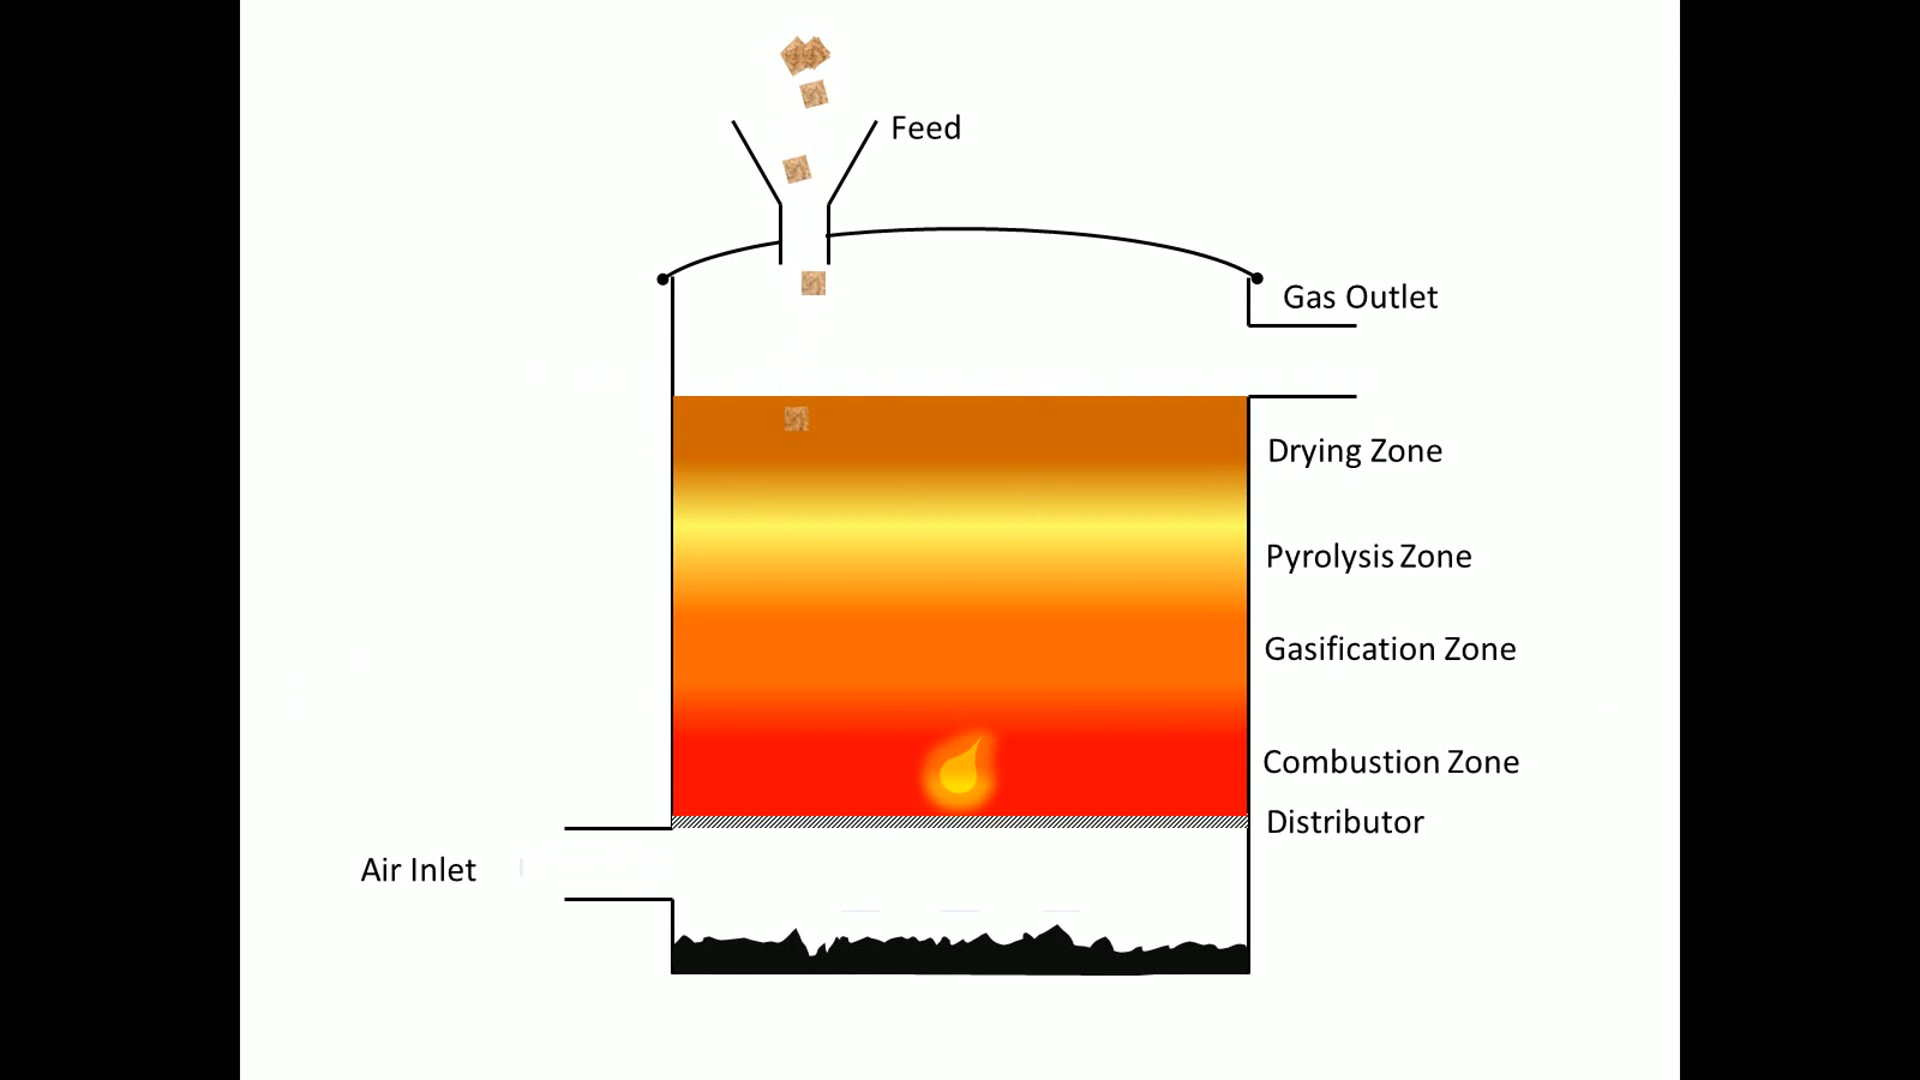 Feed
Gas Outlet
Drying Zone
Pyrolysis Zone
Gasification Zone
Combustion Zone
Distributor
Air Inlet